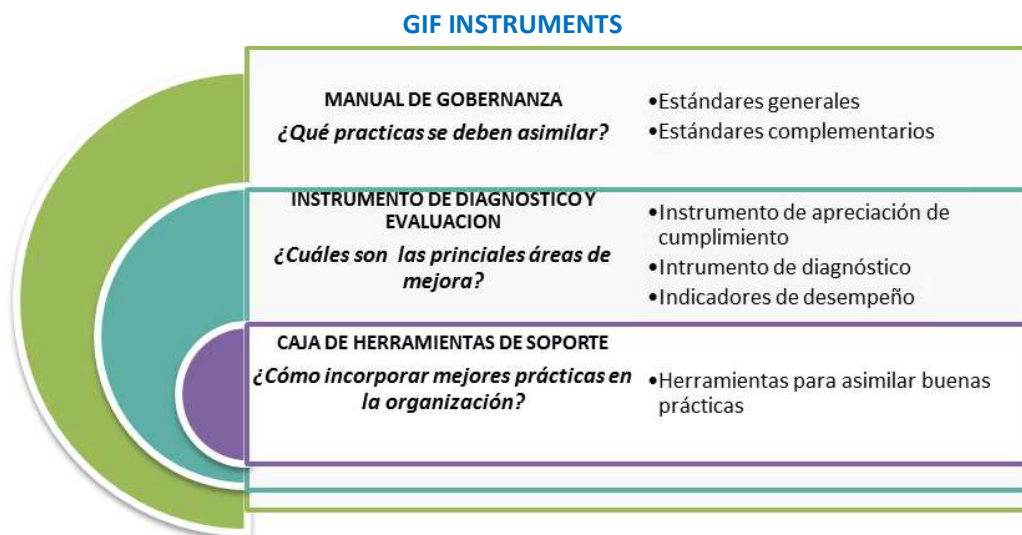 GIF INSTRUMENTS
MANUAL DE GOBERNANZA
¿Qué practicas se deben asimilar?
•Estándares generales
•Estándares complementarios
INSTRUMENTO DE DIAGNOSTICO Y
EVALUACION
¿Cuáles son las princiales áreas de
mejora?
•Instrumento de apreciación de
cumplimiento
•Intrumento de diagnóstico
•Indicadores de desempeño
CAJA DE HERRAMIENTAS DE SOPORTE
¿Cómo incorporar mejores prácticas en
la organización?
•Herramientas para asimilar buenas
prácticas